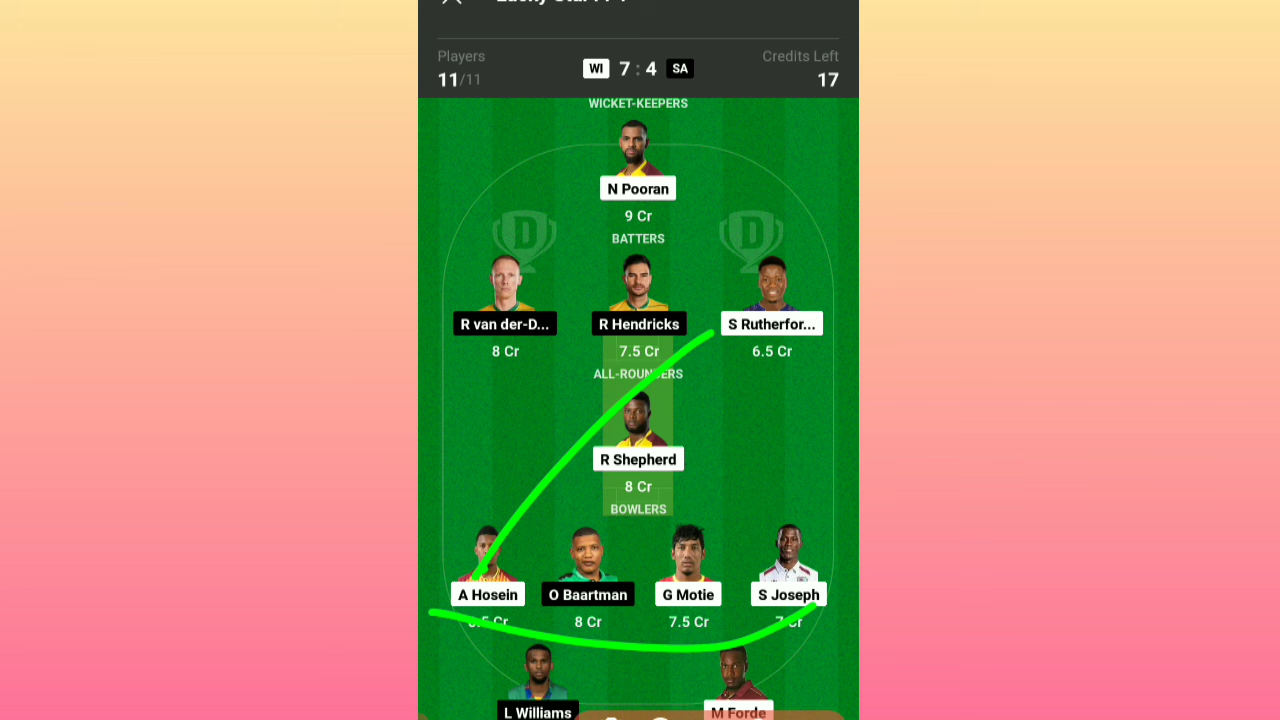 Players
Credits Left
11/11
WI 7 : 4 SA
17
WICKET-KEEPERS
N Pooran
9 Cr
BATTERS
D D
R van der-D... R Hendricks S Rutherfor...
8 Cr 7.5 Cr 6.5 Cr
ALL-ROUNDERS
R Shepherd
8 Cr
BOWLERS
A Hosein O Baartman G Motie S Joseph
8 Cr 7.5 Cr 7 Cr
L Williams M Forde